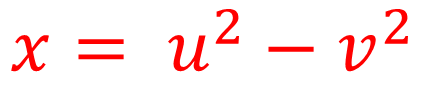 x = u² − v²